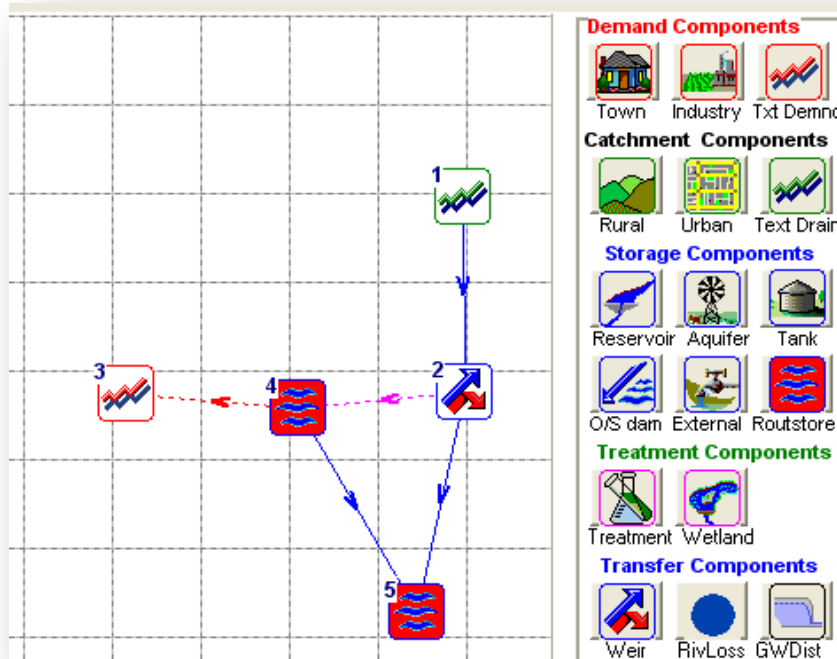 Demand Components
Town Industry Txt Demnd
Catchment Components
Rural Urban Text Drain
Storage Components
Reservoir Aquifer Tank
O/S dam External Routstore
Treatment Components
Treatment Wetland
Transfer Components
Weir RivLoss GWDist
1
2
3
4
5